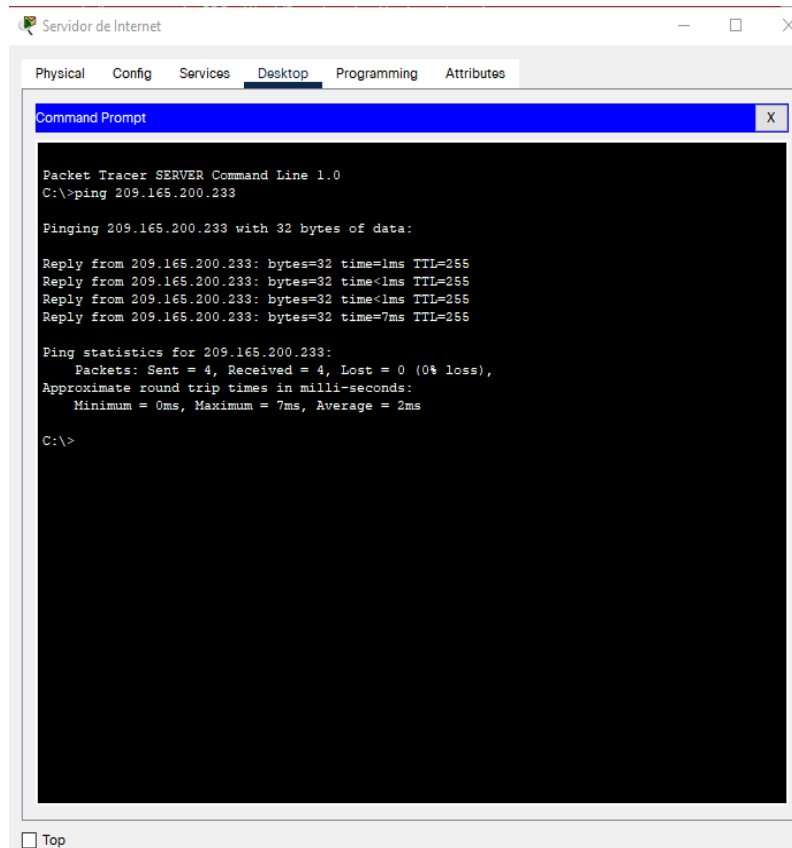 Servidor de Internet
Physical Config Services Desktop Programming Attributes
Command Prompt
X
Packet Tracer SERVER Command Line 1.0
C:\>ping 209.165.200.233
Pinging 209.165.200.233 with 32 bytes of data:
Reply from 209.165.200.233: bytes=32 time=1ms TTL=255
Reply from 209.165.200.233: bytes=32 time<1ms TTL=255
Reply from 209.165.200.233: bytes=32 time<1ms TTL=255
Reply from 209.165.200.233: bytes=32 time=7ms TTL=255
Ping statistics for 209.165.200.233:
Packets: Sent = 4, Received = 4, Lost = 0 (0% loss),
Approximate round trip times in milli-seconds:
Minimum = 0ms, Maximum = 7ms, Average = 2ms
C:\>
Top